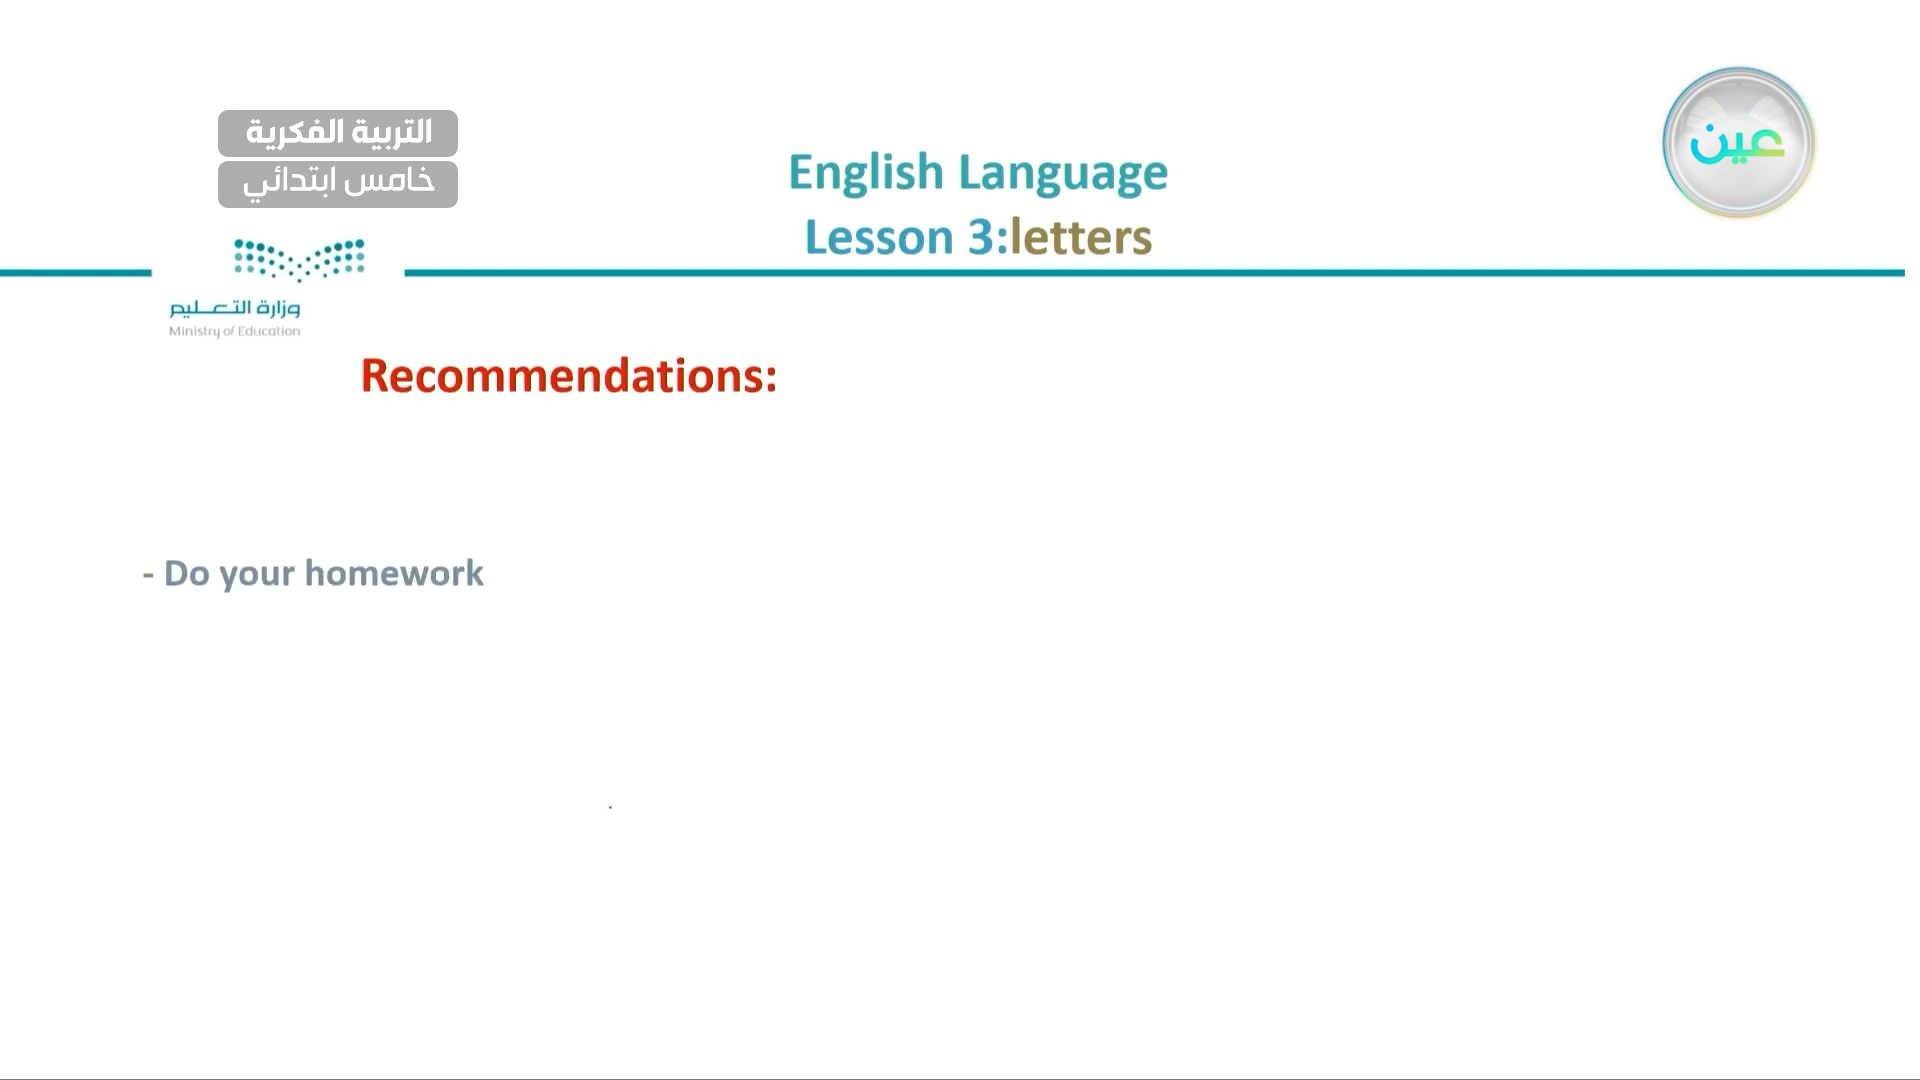 التربية الفكرية
خامس ابتدائي
عين
English Language
Lesson 3:letters
وزارة التعليم
Ministry of Education
Recommendations:
- Do your homework